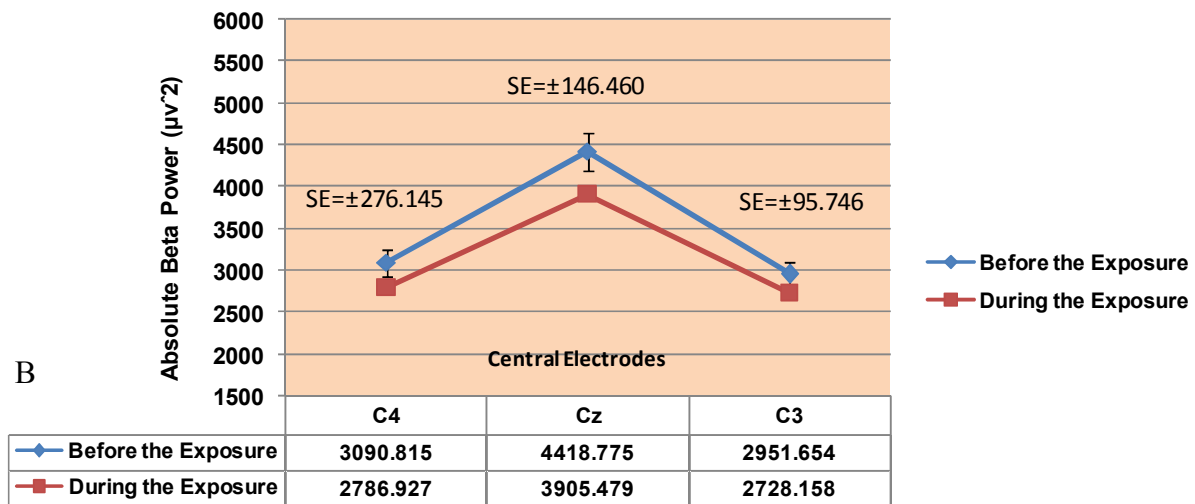 6000
5500
5000
4500
4000
3500
3000
2500
2000
1500
Absolute Beta Power (µv^2)
SE=±146.460
SE=±276.145
SE=±95.746
Central Electrodes
Before the Exposure
During the Exposure
B
C4 Cz C3
Before the Exposure 3090.815 4418.775 2951.654
During the Exposure 2786.927 3905.479 2728.158